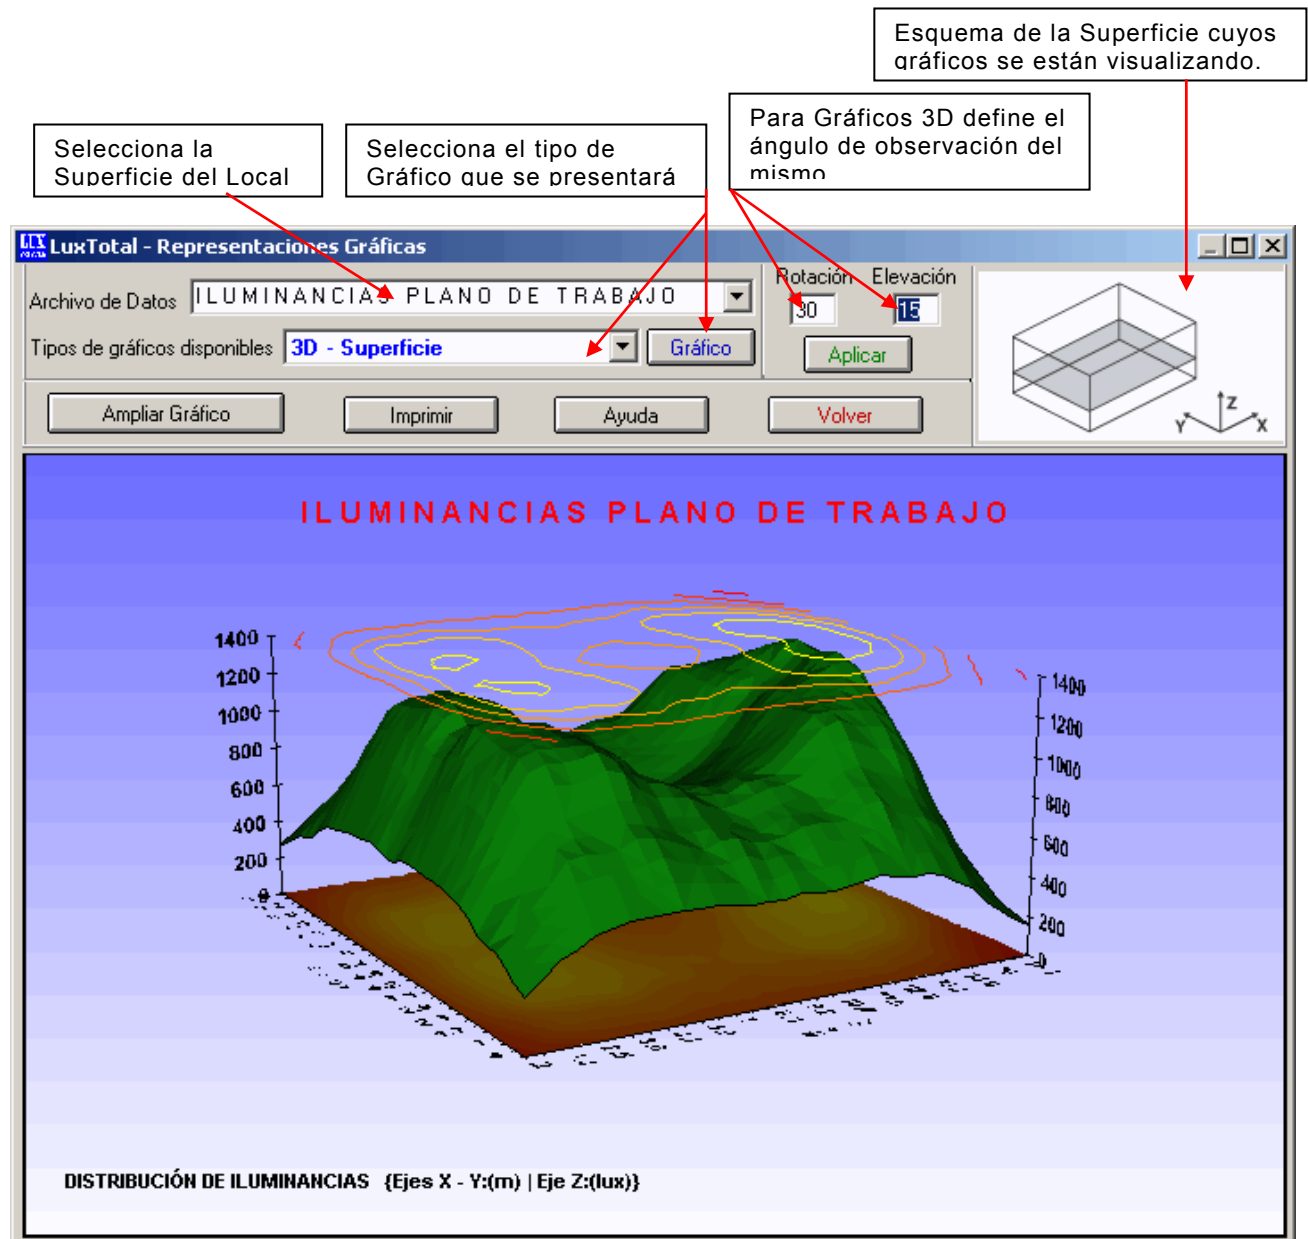 Esquema de la Superficie cuyos
gráficos se están visualizando.
Para Gráficos 3D define el
ángulo de observación del
mismo
Selecciona la
Superficie del Local
Selecciona el tipo de
Gráfico que se presentará
LuxTotal - Representaciones Gráficas
Archivo de Datos ILUMINANCIAS PLANO DE TRABAJO
Rotación Elevación
30 15
Tipos de gráficos disponibles 3D - Superficie Gráfico
Aplicar
Ampliar Gráfico Imprimir Ayuda Volver
Z
Y X
ILUMINANCIAS PLANO DE TRABAJO
1400
1200
1000
800
600
400
200
0
1400
1200
1000
800
600
400
200
0
DISTRIBUCIÓN DE ILUMINANCIAS {Ejes X - Y:(m) | Eje Z:(lux)}